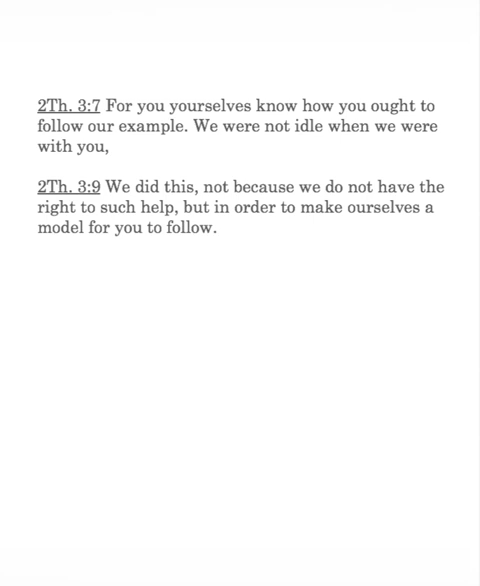 2Th. 3:7 For you yourselves know how you ought to
follow our example. We were not idle when we were
with you,
2Th. 3:9 We did this, not because we do not have the
right to such help, but in order to make ourselves a
model for you to follow.